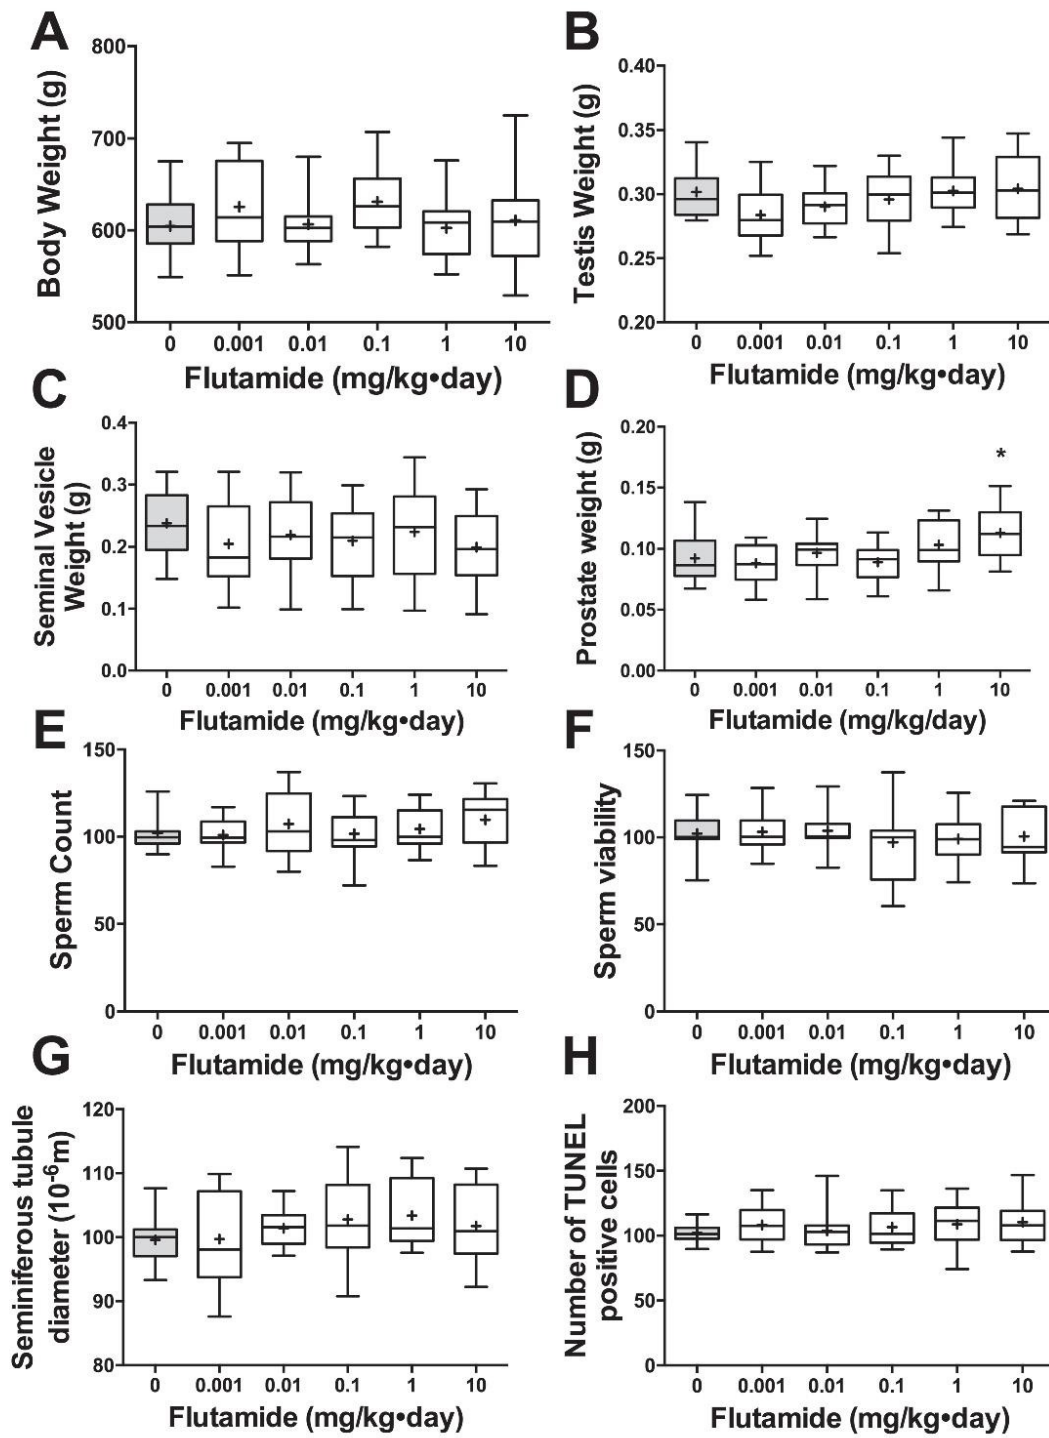 A
Body Weight (g)
800
700
600
500
0 0.001 0.01 0.1 1 10
Flutamide (mg/kg•day)
B
Testis Weight (g)
0.40
0.35
0.30
0.25
0.20
0 0.001 0.01 0.1 1 10
Flutamide (mg/kg•day)
C
Seminal Vesicle
Weight (g)
0.4
0.3
0.2
0.1
0.0
0 0.001 0.01 0.1 1 10
Flutamide (mg/kg•day)
D
Prostate weight (g)
0.20
0.15
0.10
0.05
0.00
*
0 0.001 0.01 0.1 1 10
Flutamide (mg/kg/day)
E
Sperm Count
150
100
50
0
0 0.001 0.01 0.1 1 10
Flutamide (mg/kg•day)
F
Sperm viability
150
100
50
0
0 0.001 0.01 0.1 1 10
Flutamide (mg/kg•day)
G
Seminiferous tubule
diameter (10⁻⁶m)
120
110
100
90
80
0 0.001 0.01 0.1 1 10
Flutamide (mg/kg•day)
H
Number of TUNEL
positive cells
200
150
100
50
0
0 0.001 0.01 0.1 1 10
Flutamide (mg/kg•day)